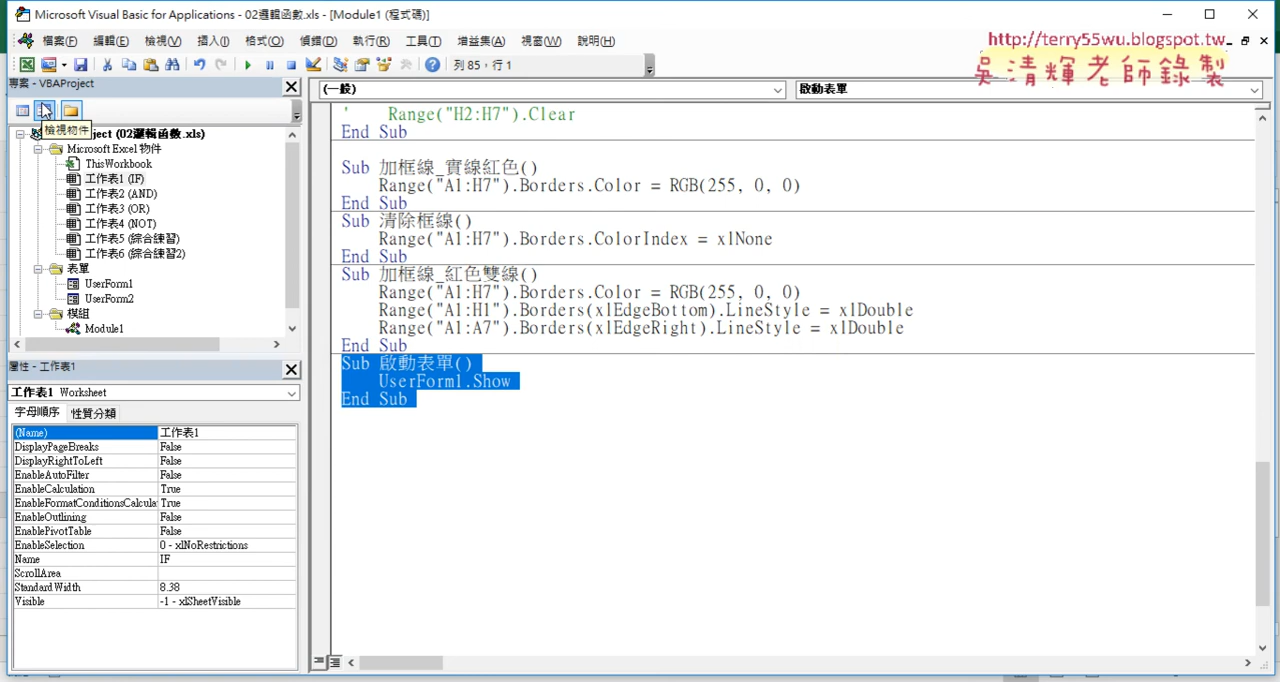 Microsoft Visual Basic for Applications - 02邏輯函數.xls - [Module1 (程式碼)]
檔案(F) 編輯(E) 檢視(V) 插入(I) 格式(O) 偵錯(D) 執行(R) 工具(T) 增益集(A) 視窗(W) 說明(H)
http://terry55wu.blogspot.tw
吳清輝老師錄製
列 85，行 1
專案 - VBAProject
(一般)
啟動表單
檢視物件
ject (02邏輯函數.xls)
Microsoft Excel 物件
ThisWorkbook
工作表1 (IF)
工作表2 (AND)
工作表3 (OR)
工作表4 (NOT)
工作表5 (綜合練習)
工作表6 (綜合練習2)
表單
UserForm1
UserForm2
模組
Module1
屬性 - 工作表1
工作表1 Worksheet
字母順序 性質分類
(Name) 工作表1
DisplayPageBreaks False
DisplayRightToLeft False
EnableAutoFilter False
EnableCalculation True
EnableFormatConditionsCalcula True
EnableOutlining False
EnablePivotTable False
EnableSelection 0 - xlNoRestrictions
Name IF
ScrollArea
StandardWidth 8.38
Visible -1 - xlSheetVisible
' Range("H2:H7").Clear
End Sub
Sub 加框線_實線紅色()
Range("A1:H7").Borders.Color = RGB(255, 0, 0)
End Sub
Sub 清除框線()
Range("A1:H7").Borders.ColorIndex = xlNone
End Sub
Sub 加框線_紅色雙線()
Range("A1:H7").Borders.Color = RGB(255, 0, 0)
Range("A1:H1").Borders(xlEdgeBottom).LineStyle = xlDouble
Range("A1:A7").Borders(xlEdgeRight).LineStyle = xlDouble
End Sub
Sub 啟動表單()
UserForm1.Show
End Sub